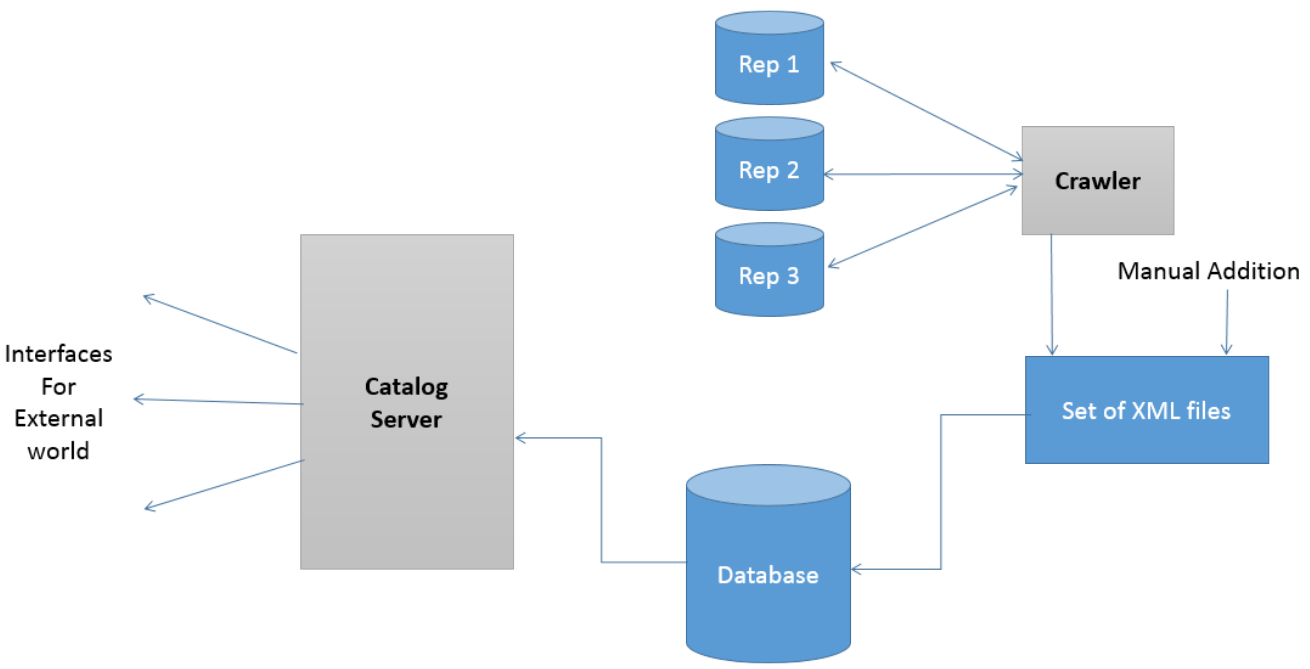 Rep 1
Rep 2
Crawler
Rep 3
Manual Addition
Interfaces
For
External
world
Catalog
Server
Set of XML files
Database